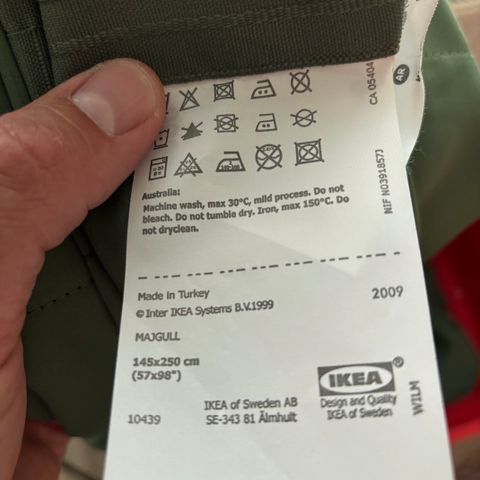 CA 05404
AR
NIF N0391857J
Australia:
Machine wash, max 30°C, mild process. Do not
bleach. Do not tumble dry. Iron, max 150°C. Do
not dryclean.
Made in Turkey
© Inter IKEA Systems B.V.1999
2009
MAJGULL
145x250 cm
(57x98")
IKEA®
Design and Quality
IKEA of Sweden
10439
IKEA of Sweden AB
SE-343 81 Älmhult
WILM